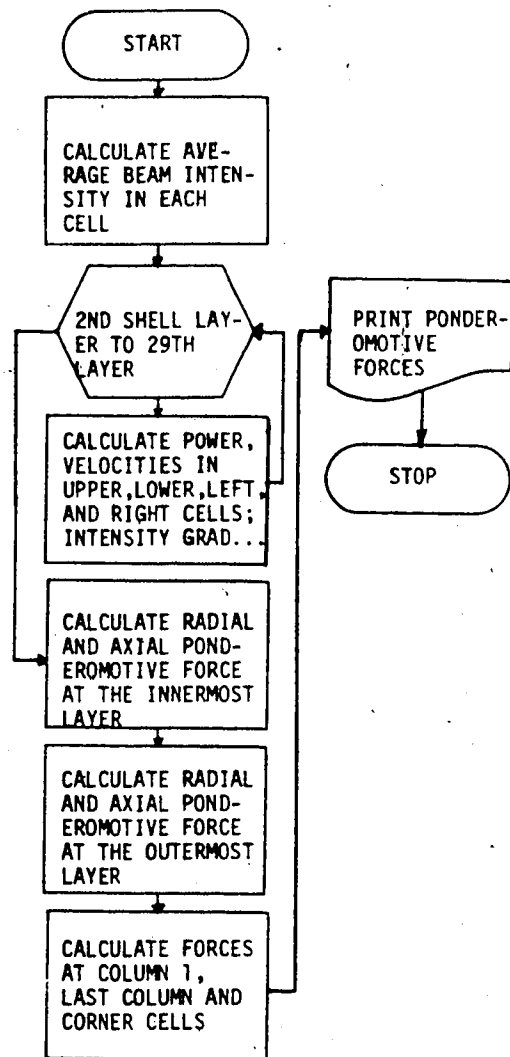 START
CALCULATE AVE-
RAGE BEAM INTEN-
SITY IN EACH
CELL
2ND SHELL LAY-
ER TO 29TH
LAYER
CALCULATE POWER,
VELOCITIES IN
UPPER,LOWER,LEFT,
AND RIGHT CELLS;
INTENSITY GRAD...
CALCULATE RADIAL
AND AXIAL POND-
EROMOTIVE FORCE
AT THE INNERMOST
LAYER
CALCULATE RADIAL
AND AXIAL POND-
EROMOTIVE FORCE
AT THE OUTERMOST
LAYER
CALCULATE FORCES
AT COLUMN 1,
LAST COLUMN AND
CORNER CELLS
PRINT PONDER-
OMOTIVE
FORCES
STOP